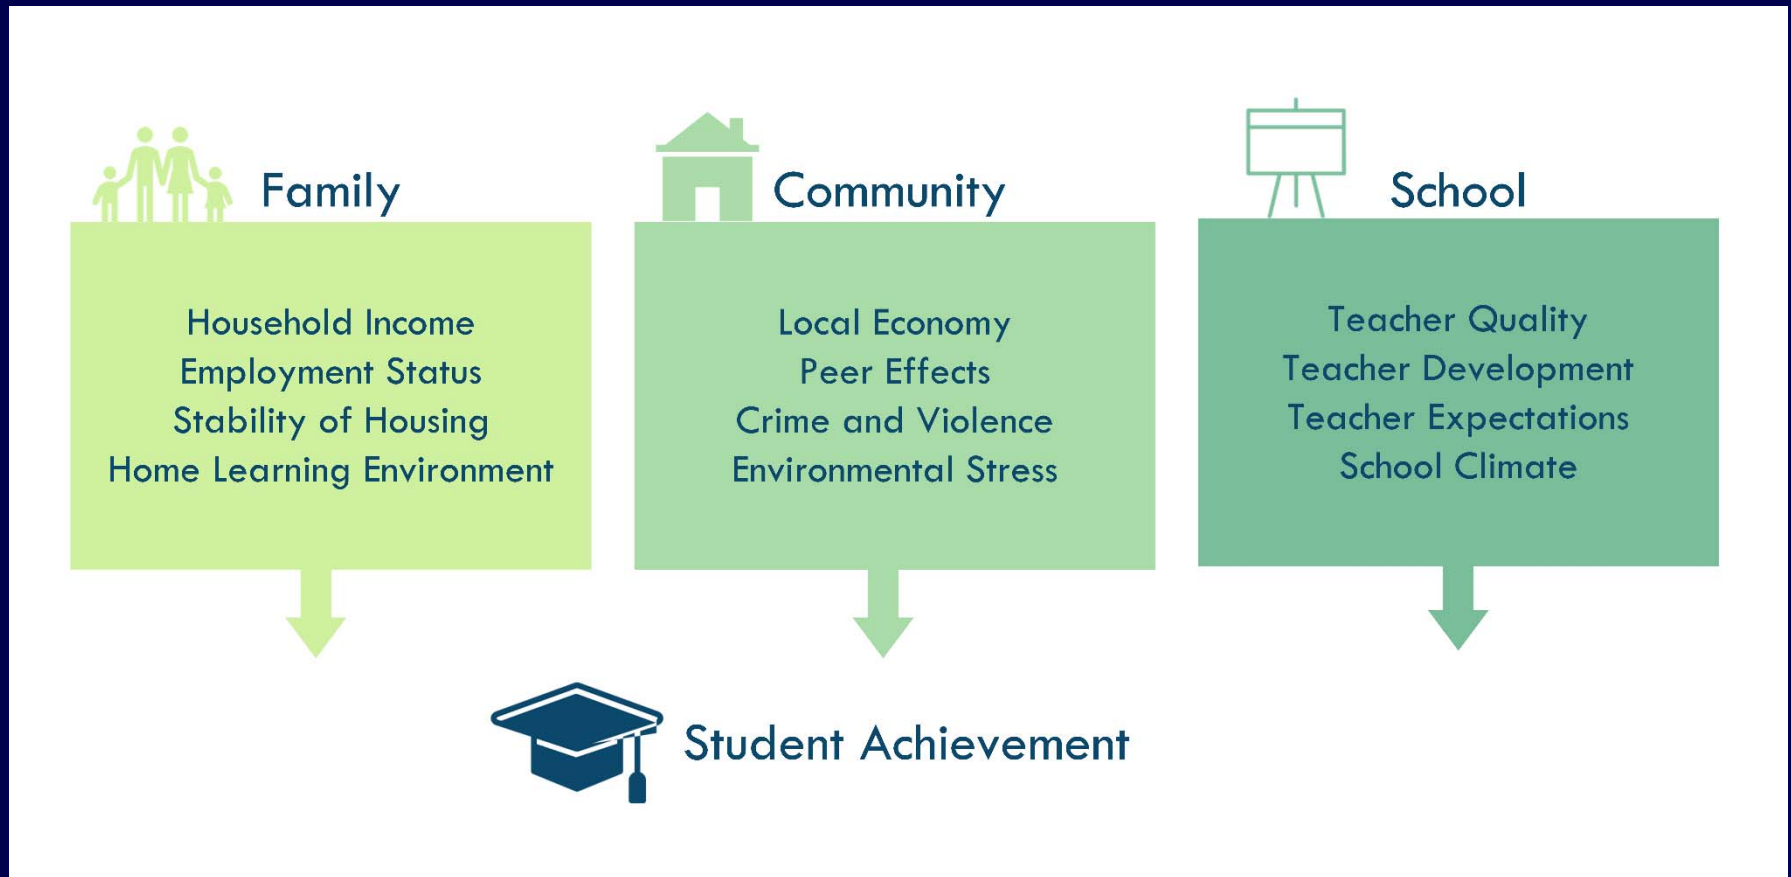 Family
Household Income
Employment Status
Stability of Housing
Home Learning Environment
Community
Local Economy
Peer Effects
Crime and Violence
Environmental Stress
School
Teacher Quality
Teacher Development
Teacher Expectations
School Climate
Student Achievement